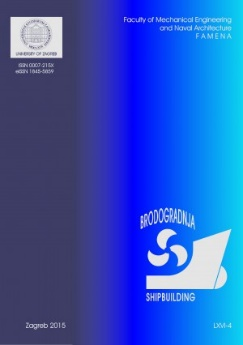 Faculty of Mechanical Engineering
and Naval Architecture
F A M E N A
UNIVERSITY OF ZAGREB
ISSN 0007-215X
eISSN 1845-5859
BRODOGRADNJA
SHIPBUILDING
Zagreb 2015
LXVI-4